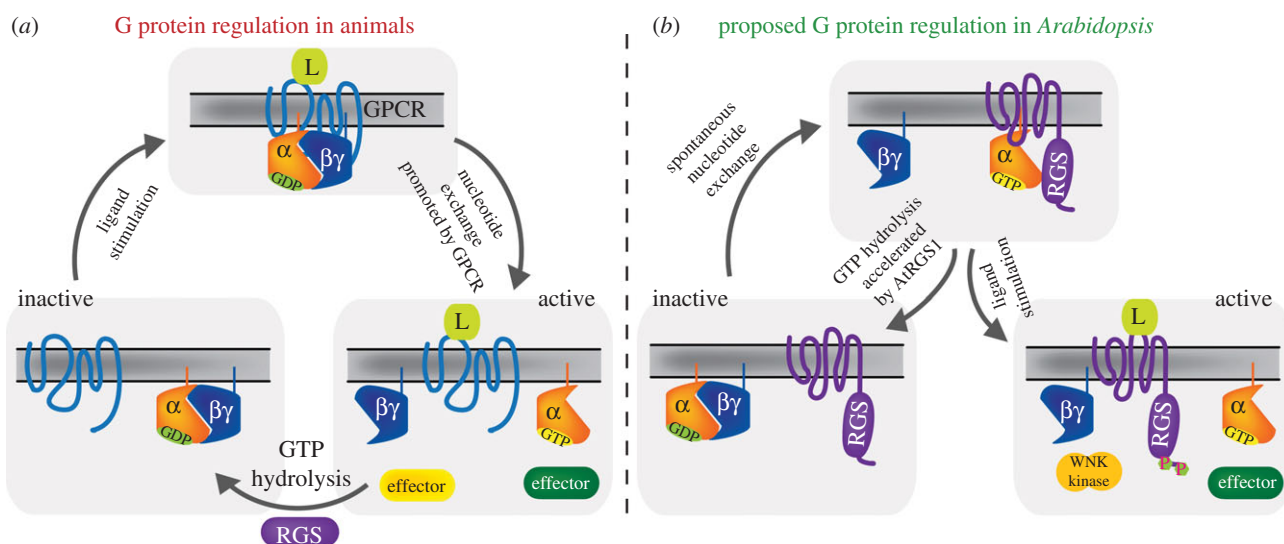 (a) G protein regulation in animals
L
GPCR
α
βγ
GDP
ligand
stimulation
nucleotide
exchange
promoted by GPCR
inactive
active
α
βγ
GDP
L
βγ
α
GTP
GTP
hydrolysis
effector
effector
RGS
(b) proposed G protein regulation in Arabidopsis
βγ
α
GTP
RGS
spontaneous
nucleotide
exchange
GTP hydrolysis
accelerated
by AtRGS1
ligand
stimulation
inactive
active
α
βγ
GDP
RGS
L
βγ
RGS
α
GTP
P
P
WNK
kinase
effector